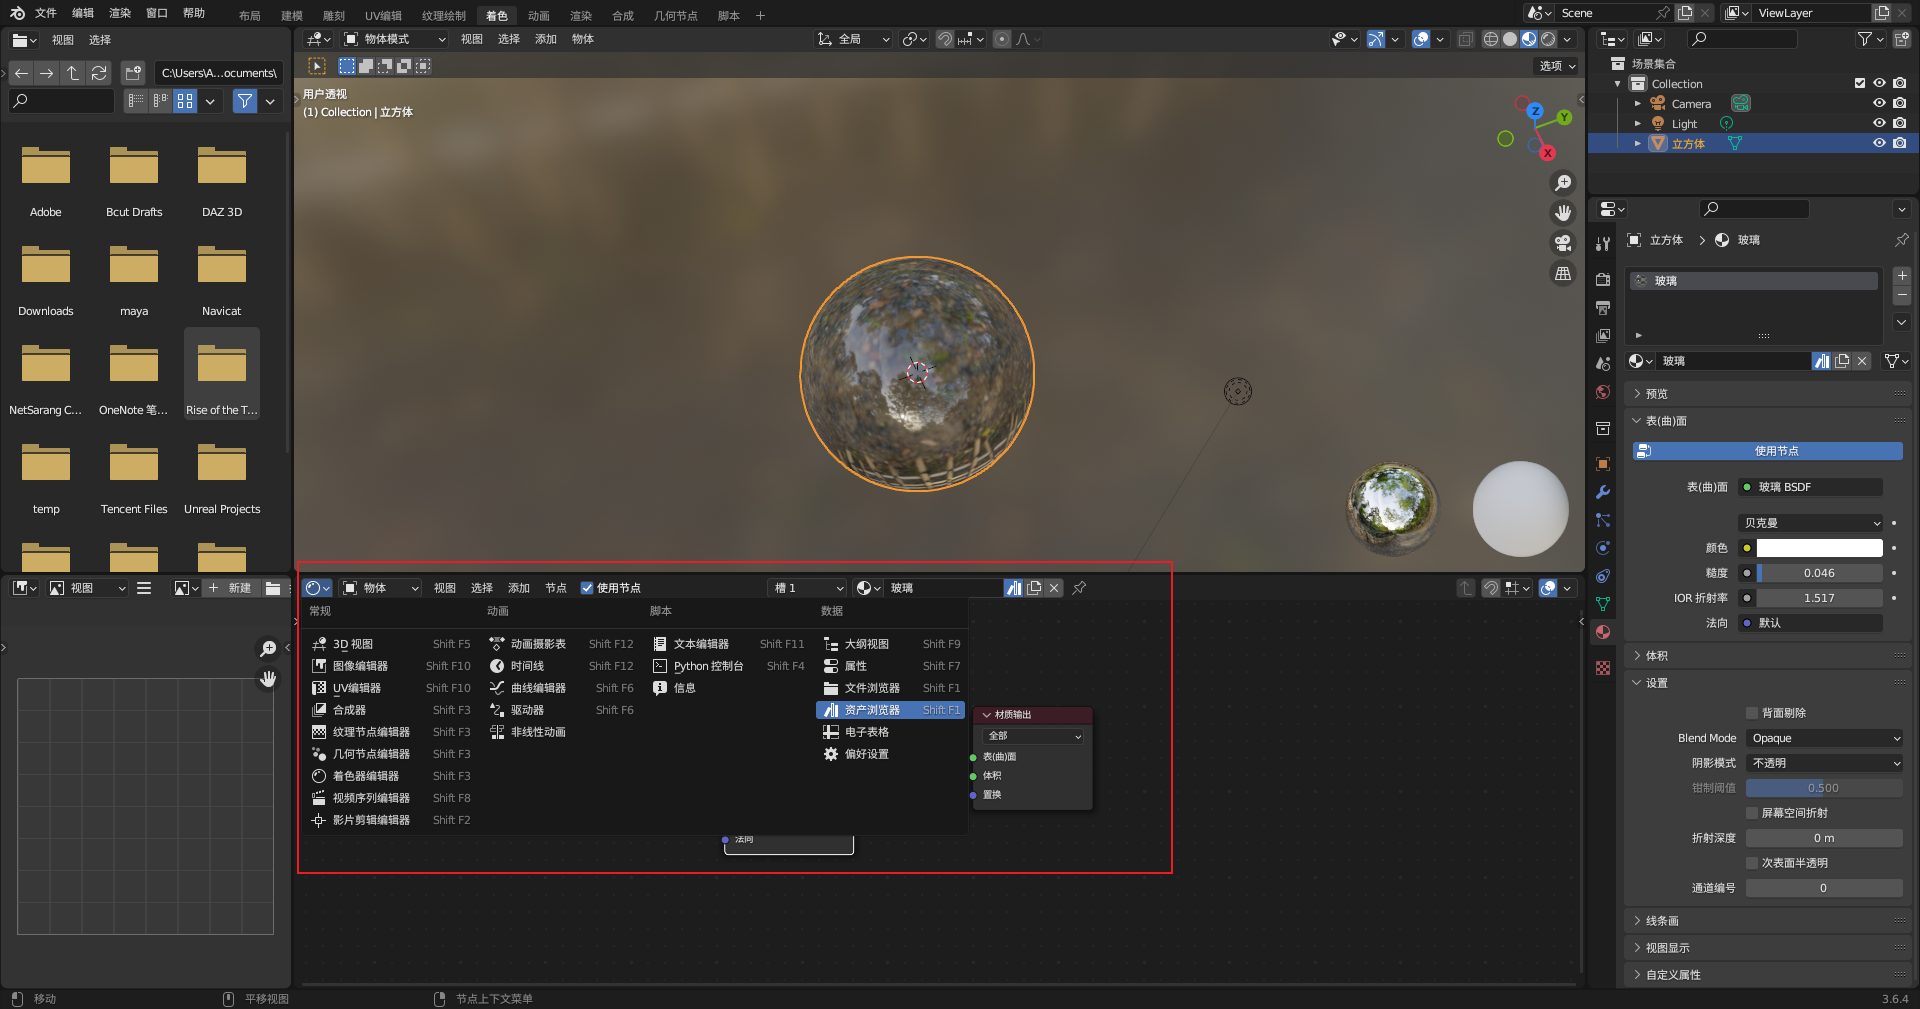 文件 编辑 渲染 窗口 帮助 布局 建模 雕刻 UV编辑 纹理绘制 着色 动画 渲染 合成 几何节点 脚本 + Scene ViewLayer
视图 选择
C:\Users\A...ocuments\
Adobe Bcut Drafts DAZ 3D
Downloads maya Navicat
NetSarang C... OneNote 笔... Rise of the T...
temp Tencent Files Unreal Projects
物体模式 视图 选择 添加 物体 全局
选项
用户透视
(1) Collection | 立方体
Z
Y
X
场景集合
Collection
Camera
Light
立方体
立方体 > 玻璃
玻璃
玻璃
预览
表(曲)面
使用节点
表(曲)面 玻璃 BSDF
贝克曼
颜色
糙度 0.046
IOR 折射率 1.517
法向 默认
体积
设置
背面剔除
Blend Mode Opaque
阴影模式 不透明
钳制阈值 0.500
屏幕空间折射
折射深度 0 m
次表面半透明
通道编号 0
线条画
视图显示
自定义属性
视图 + 新建
物体 视图 选择 添加 节点 使用节点 槽 1 玻璃
常规 动画 脚本 数据
3D 视图 Shift F5 动画摄影表 Shift F12 文本编辑器 Shift F11 大纲视图 Shift F9
图像编辑器 Shift F10 时间线 Shift F12 Python 控制台 Shift F4 属性 Shift F7
UV编辑器 Shift F10 曲线编辑器 Shift F6 信息 文件浏览器 Shift F1
合成器 Shift F3 驱动器 Shift F6 资产浏览器 Shift F1
纹理节点编辑器 Shift F3 非线性动画 电子表格
几何节点编辑器 Shift F3 偏好设置
着色器编辑器 Shift F3
视频序列编辑器 Shift F8
影片剪辑编辑器 Shift F2
材质输出
全部
表(曲)面
体积
置换
法向
移动 平移视图 节点上下文菜单 3.6.4